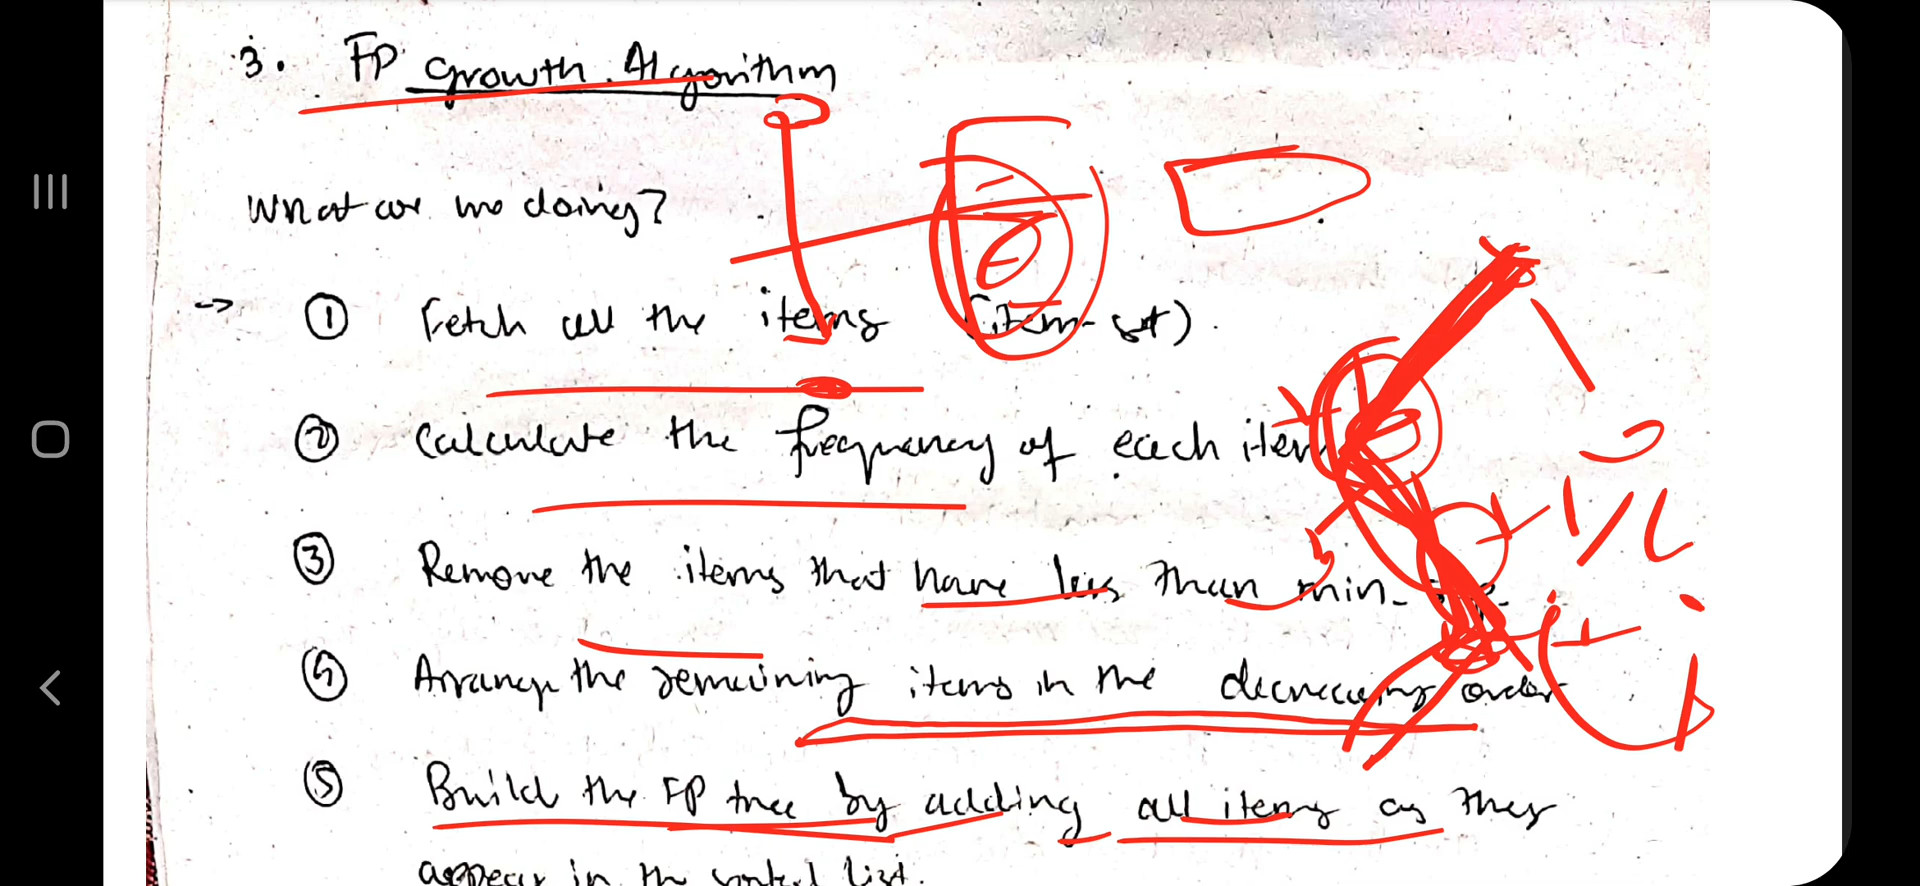 3. FP Growth Algorithm
What are we doing?
-> ① Fetch all the items (item-set).
② Calculate the frequency of each item
③ Remove the items that have less than min-
④ Arrange the remaining items in the decreasing order
⑤ Build the FP tree by adding all items as they
appear in the sorted list.